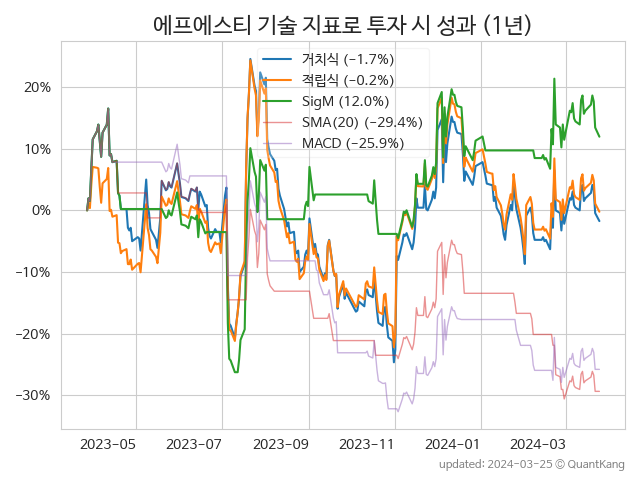 에프에스티 기술 지표로 투자 시 성과 (1년)
거치식 (−1.7%)
적립식 (−0.2%)
SigM (12.0%)
SMA(20) (−29.4%)
MACD (−25.9%)
20%
10%
0%
−10%
−20%
−30%
2023−05 2023−07 2023−09 2023−11 2024−01 2024−03
updated: 2024−03−25 ⓒ QuantKang